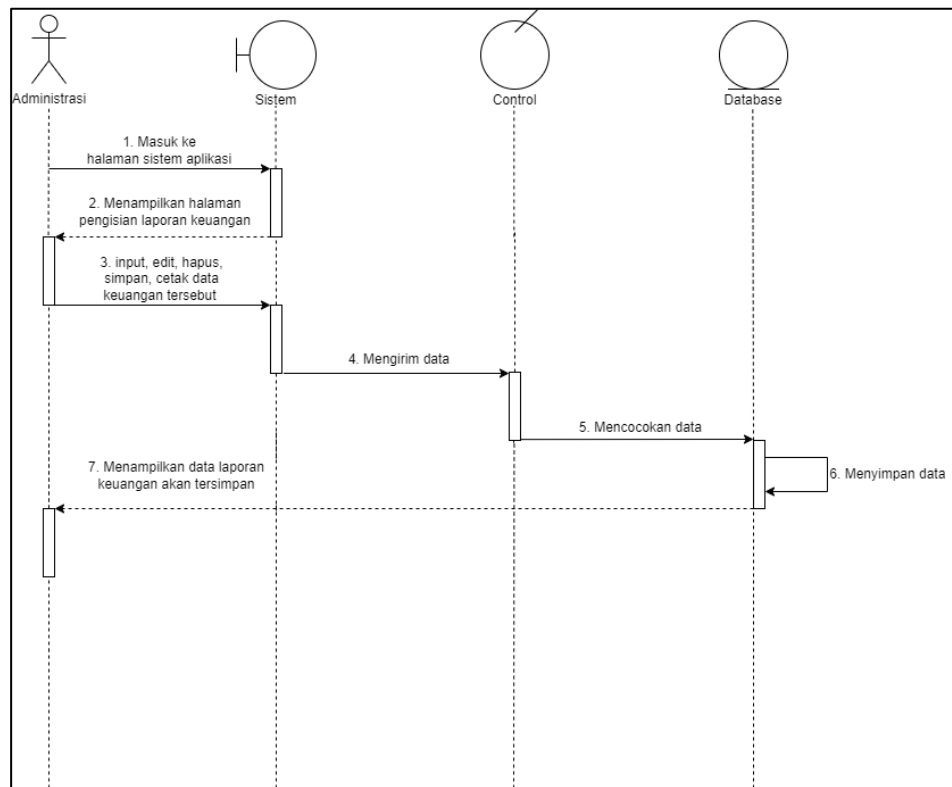 Administrasi
Sistem
Control
Database
1. Masuk ke
halaman sistem aplikasi
2. Menampilkan halaman
pengisian laporan keuangan
3. input, edit, hapus,
simpan, cetak data
keuangan tersebut
4. Mengirim data
5. Mencocokan data
6. Menyimpan data
7. Menampilkan data laporan
keuangan akan tersimpan